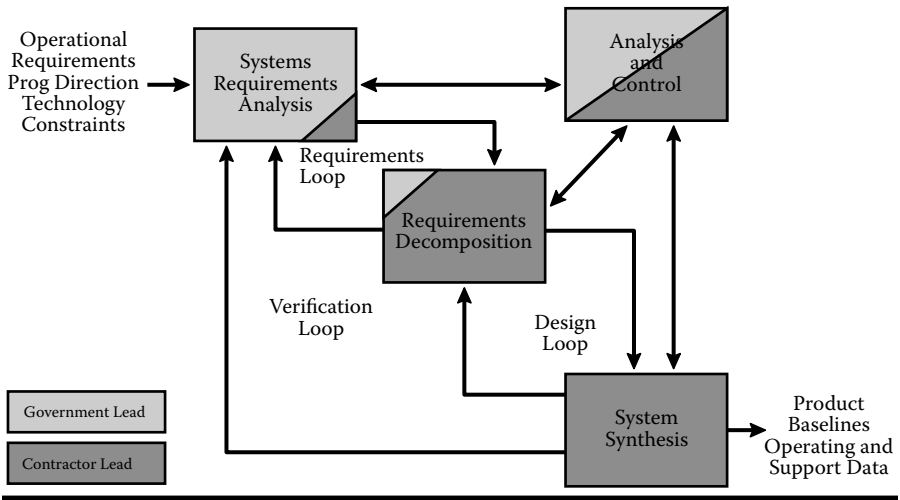 Operational
Requirements
Prog Direction
Technology
Constraints
Systems
Requirements
Analysis
Analysis
and
Control
Requirements
Loop
Requirements
Decomposition
Verification
Loop
Design
Loop
Government Lead
Contractor Lead
System
Synthesis
Product
Baselines
Operating and
Support Data